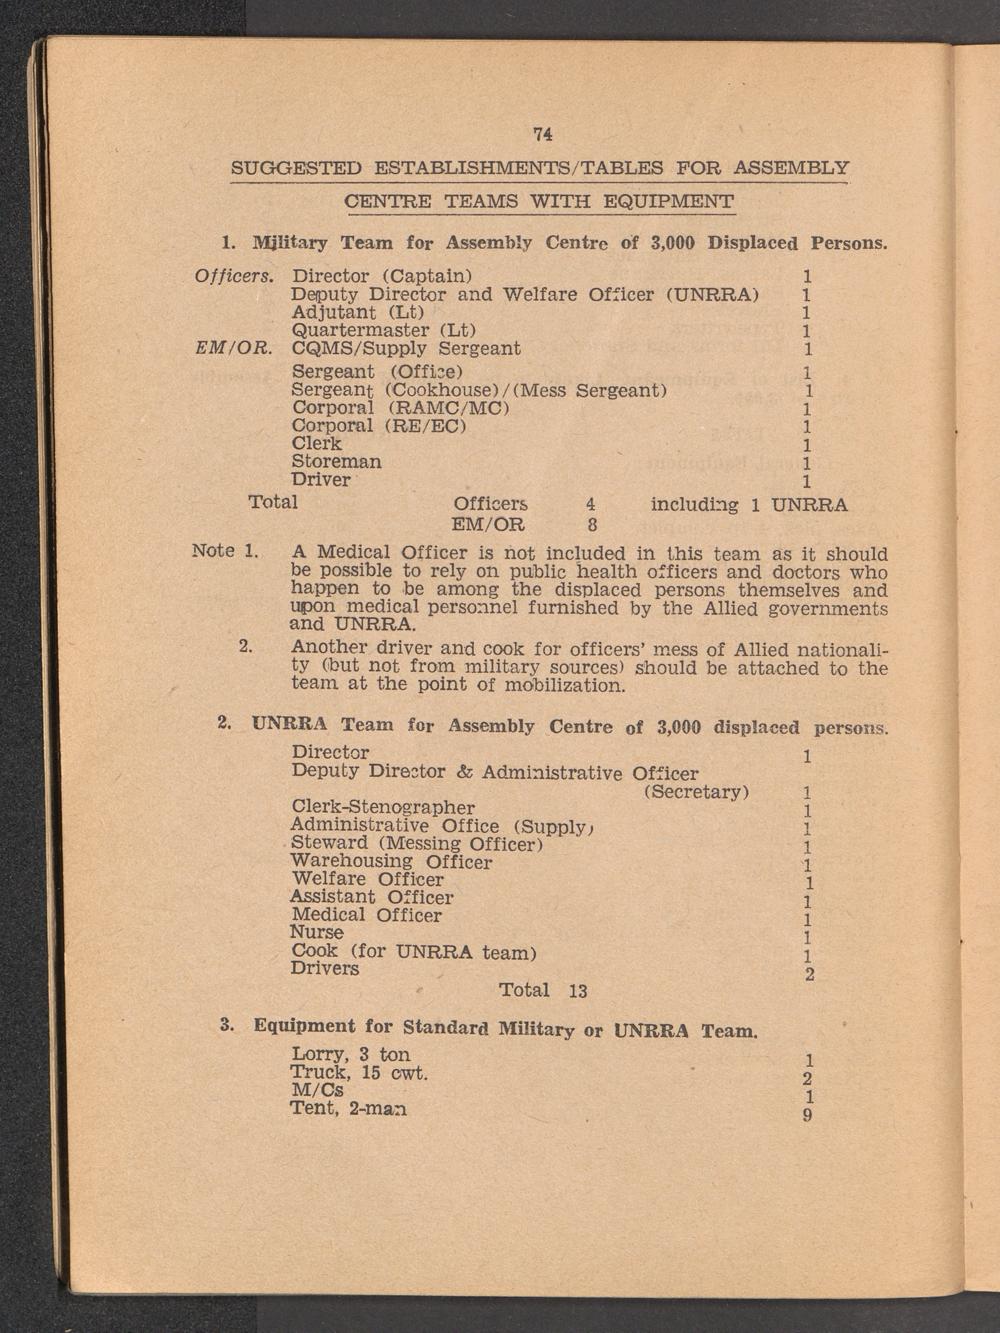 74
SUGGESTED ESTABLISHMENTS/TABLES FOR ASSEMBLY
CENTRE TEAMS WITH EQUIPMENT
1. Military Team for Assembly Centre of 3,000 Displaced Persons.
Officers. Director (Captain) 1
Deputy Director and Welfare Officer (UNRRA) 1
Adjutant (Lt) 1
Quartermaster (Lt) 1
EM/OR. CQMS/Supply Sergeant 1
Sergeant (Office) 1
Sergeant (Cookhouse)/(Mess Sergeant) 1
Corporal (RAMC/MC) 1
Corporal (RE/EC) 1
Clerk 1
Storeman 1
Driver 1
Total Officers 4 including 1 UNRRA
EM/OR 8
Note 1. A Medical Officer is not included in this team as it should
be possible to rely on public health officers and doctors who
happen to be among the displaced persons themselves and
upon medical personnel furnished by the Allied governments
and UNRRA.
2. Another driver and cook for officers' mess of Allied nationali-
ty (but not from military sources) should be attached to the
team at the point of mobilization.
2. UNRRA Team for Assembly Centre of 3,000 displaced persons.
Director 1
Deputy Director & Administrative Officer
(Secretary) 1
Clerk-Stenographer 1
Administrative Office (Supply) 1
Steward (Messing Officer) 1
Warehousing Officer 1
Welfare Officer 1
Assistant Officer 1
Medical Officer 1
Nurse 1
Cook (for UNRRA team) 1
Drivers 2
Total 13
3. Equipment for Standard Military or UNRRA Team.
Lorry, 3 ton 1
Truck, 15 cwt. 2
M/Cs 1
Tent, 2-man 9